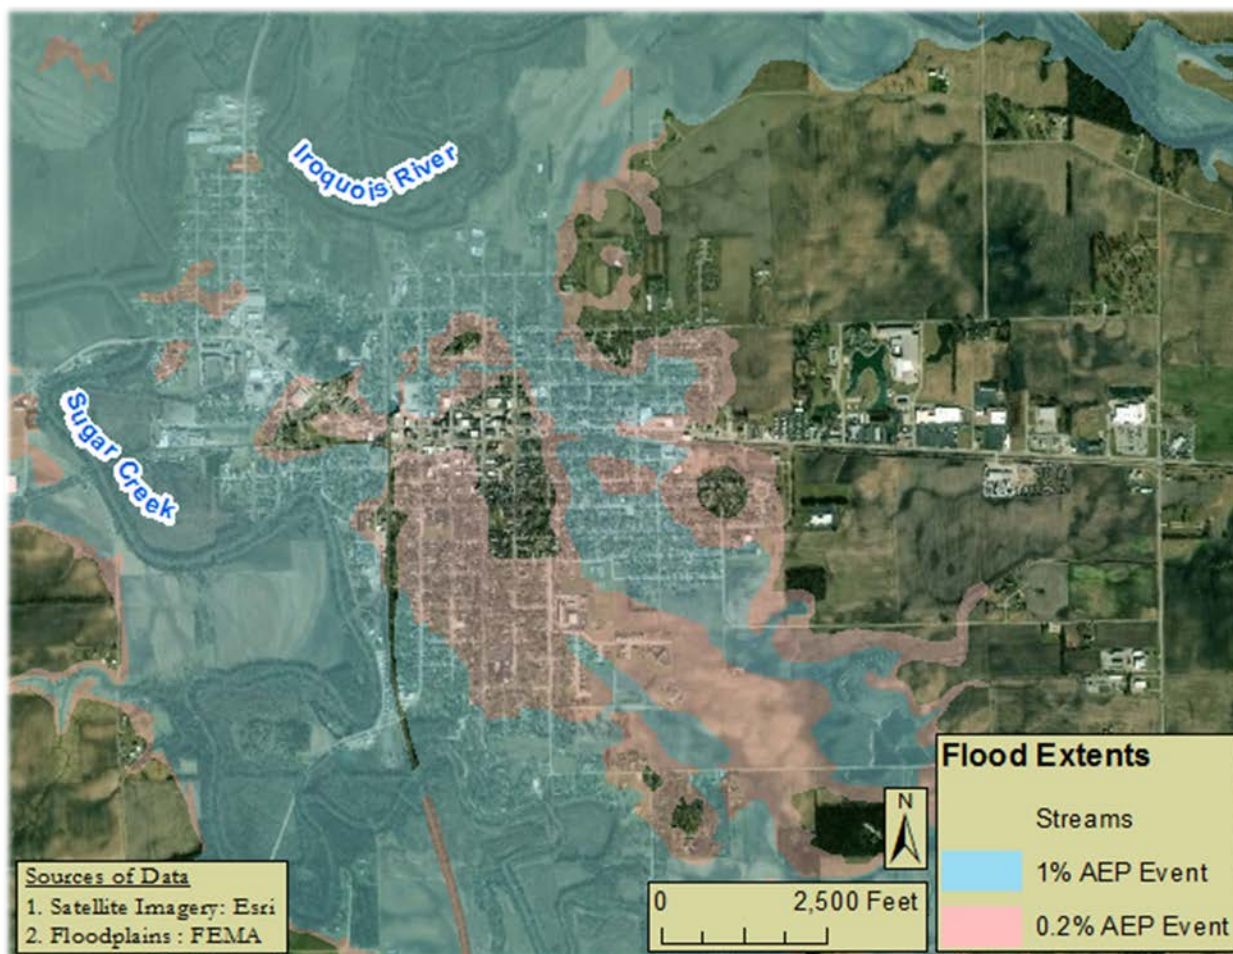 Iroquois River
Sugar Creek
Flood Extents
Streams
1% AEP Event
0.2% AEP Event
N
0 2,500 Feet
Sources of Data
1. Satellite Imagery: Esri
2. Floodplains : FEMA